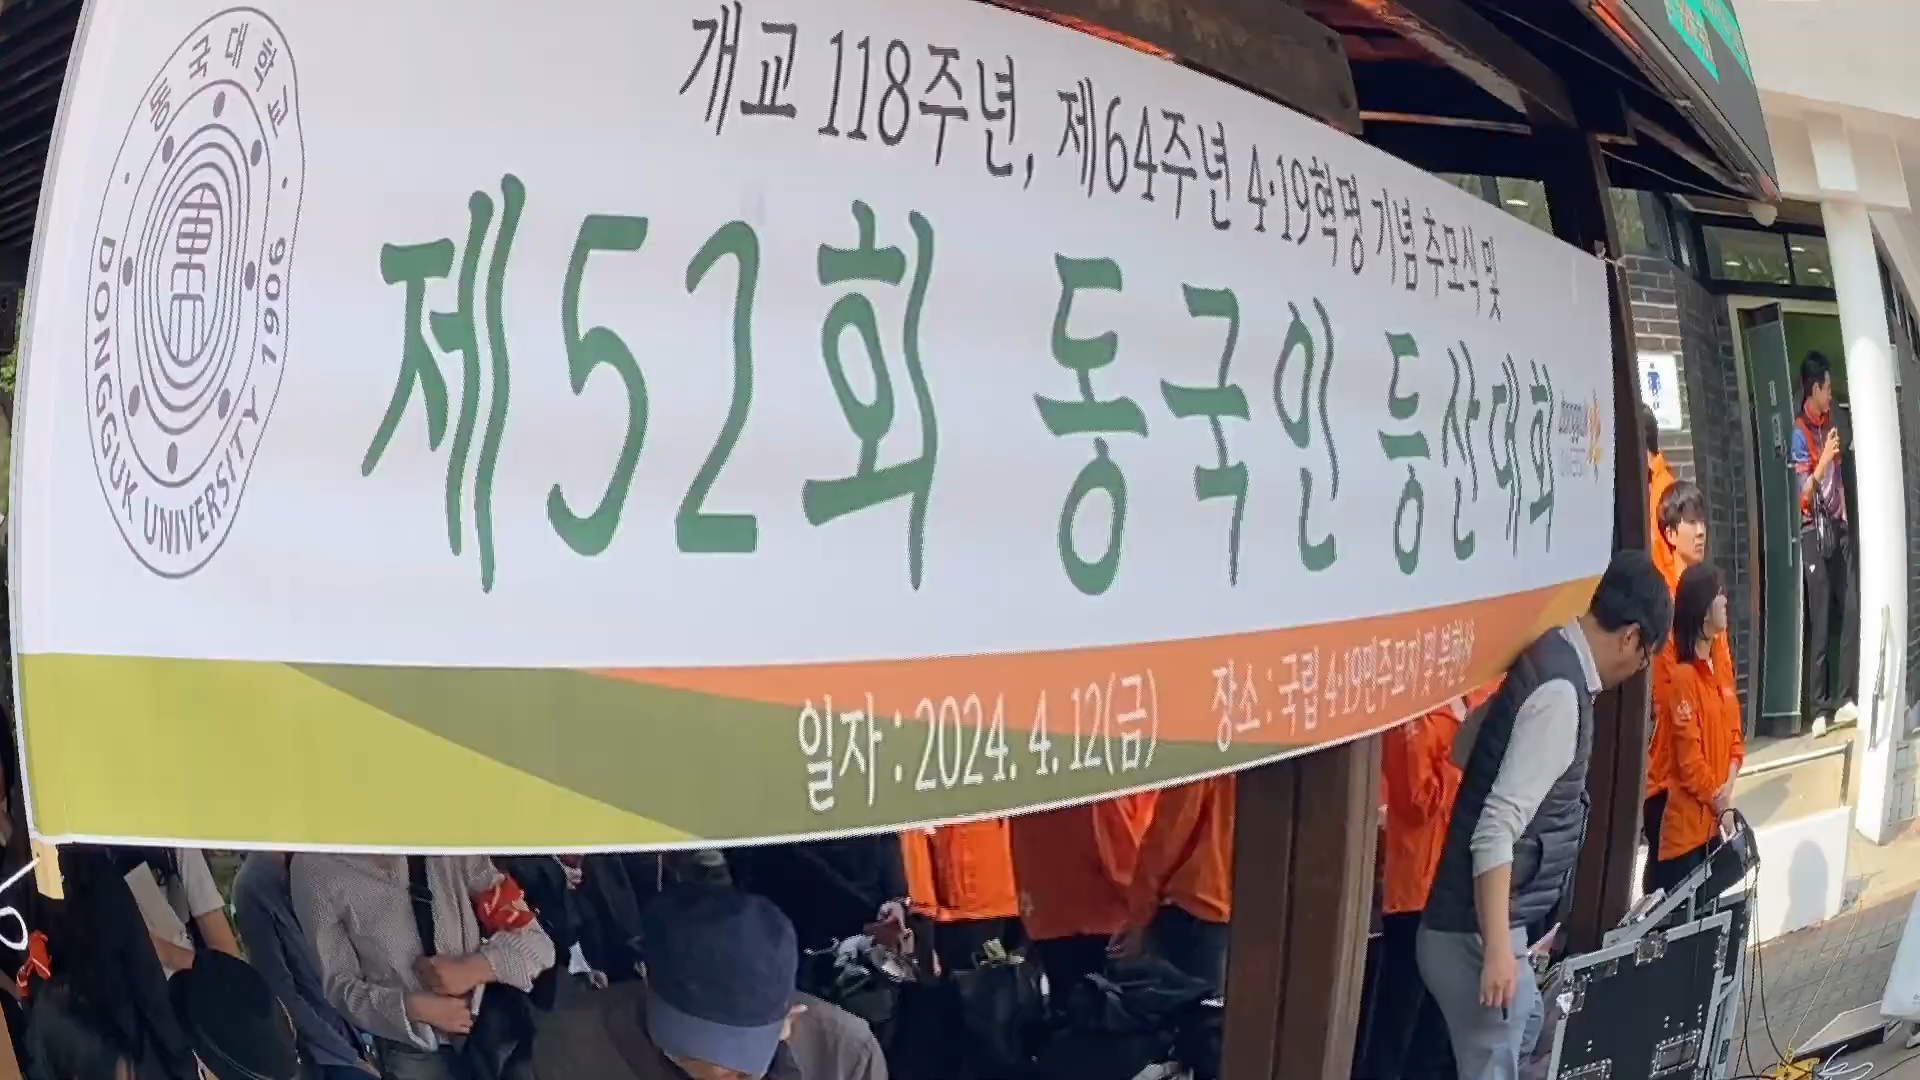 동국대학교
DONGGUK UNIVERSITY 1906
개교 118주년, 제64주년 4·19혁명 기념 추모식 및
제52회 동국인 등산대회
일자 : 2024. 4. 12(금) 장소 : 국립 4·19민주묘지 및 북한산